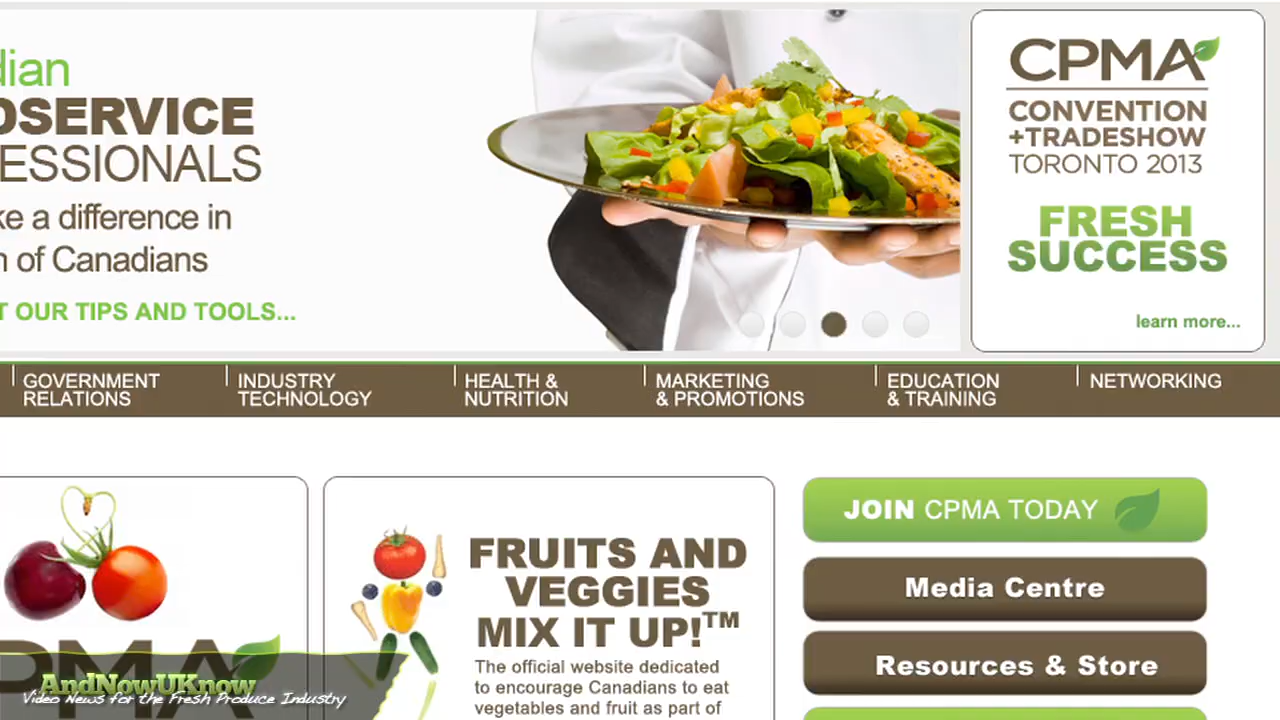 dian
OSERVICE
ESSIONALS
ke a difference in
n of Canadians
T OUR TIPS AND TOOLS...
CPMA
CONVENTION
+TRADESHOW
TORONTO 2013
FRESH
SUCCESS
learn more...
GOVERNMENT
RELATIONS
INDUSTRY
TECHNOLOGY
HEALTH &
NUTRITION
MARKETING
& PROMOTIONS
EDUCATION
& TRAINING
NETWORKING
CPMA
FRUITS AND
VEGGIES
MIX IT UP!™
The official website dedicated
to encourage Canadians to eat
vegetables and fruit as part of
JOIN CPMA TODAY
Media Centre
Resources & Store
AndNowUKnow
Video News for the Fresh Produce Industry